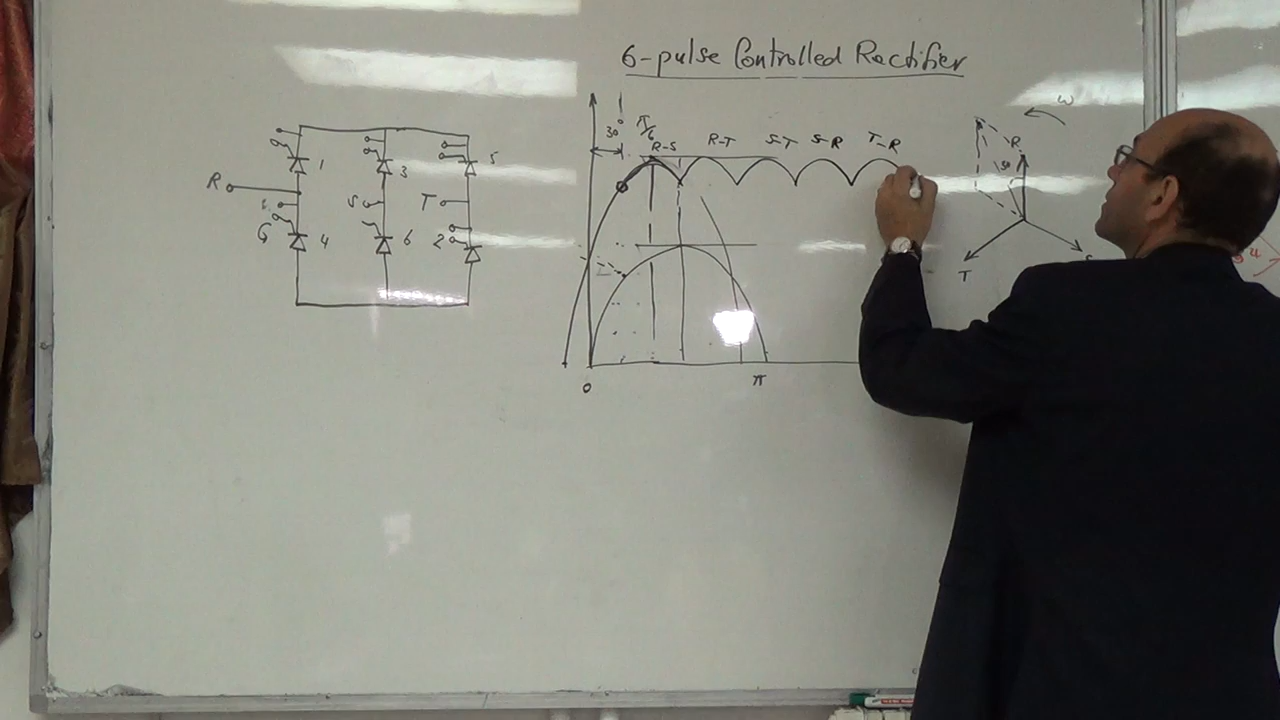 6-pulse Controlled Rectifier
30°
π/6
R-S
R-T
S-T
S-R
T-R
ω
R
1
3
5
R
S
T
G
4
6
2
T
0
π